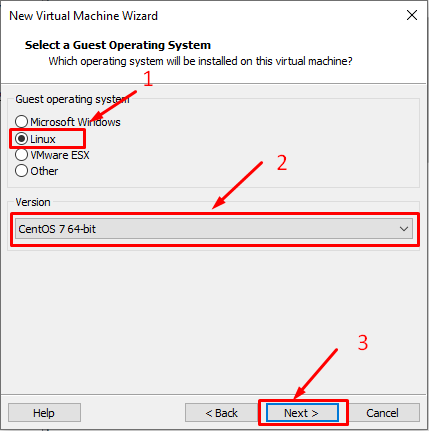 New Virtual Machine Wizard
Select a Guest Operating System
Which operating system will be installed on this virtual machine?
1
Guest operating system
Microsoft Windows
Linux
VMware ESX
Other
2
Version
CentOS 7 64-bit
3
Help
< Back
Next >
Cancel